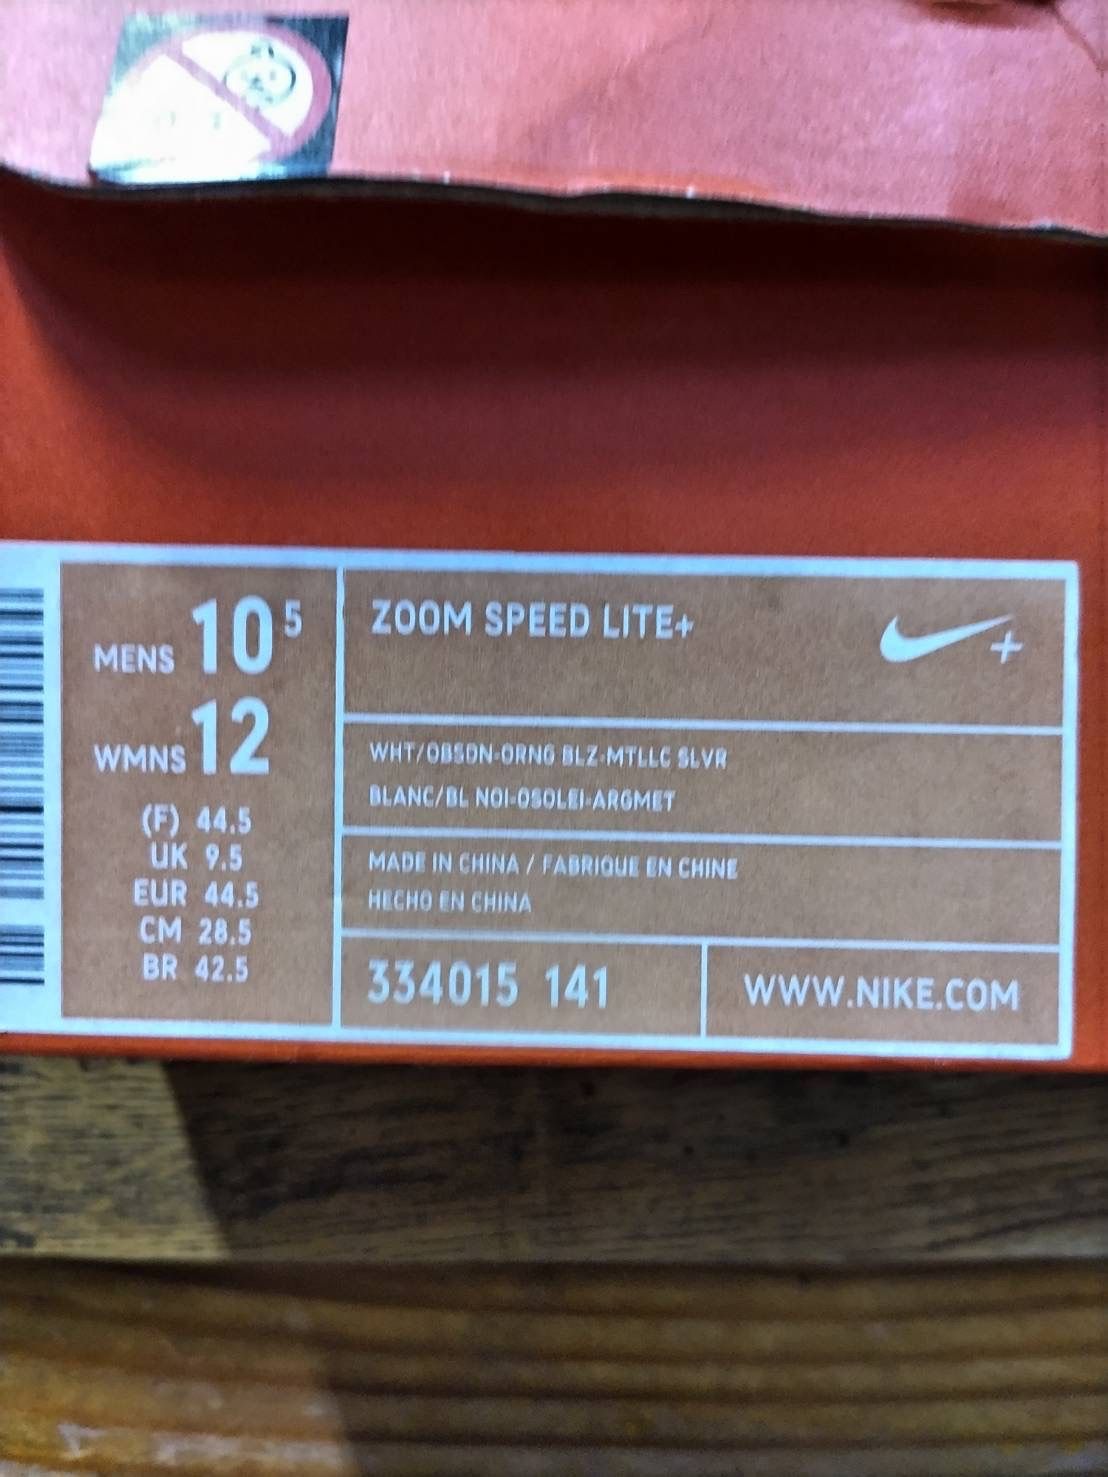 MENS 10 5
WMNS 12
(F) 44.5
UK 9.5
EUR 44.5
CM 28.5
BR 42.5
ZOOM SPEED LITE+
+
WHT/OBSDN-ORNG BLZ-MTLLC SLVR
BLANC/BL NOI-OSOLEI-ARGMET
MADE IN CHINA / FABRIQUE EN CHINE
HECHO EN CHINA
334015 141
WWW.NIKE.COM